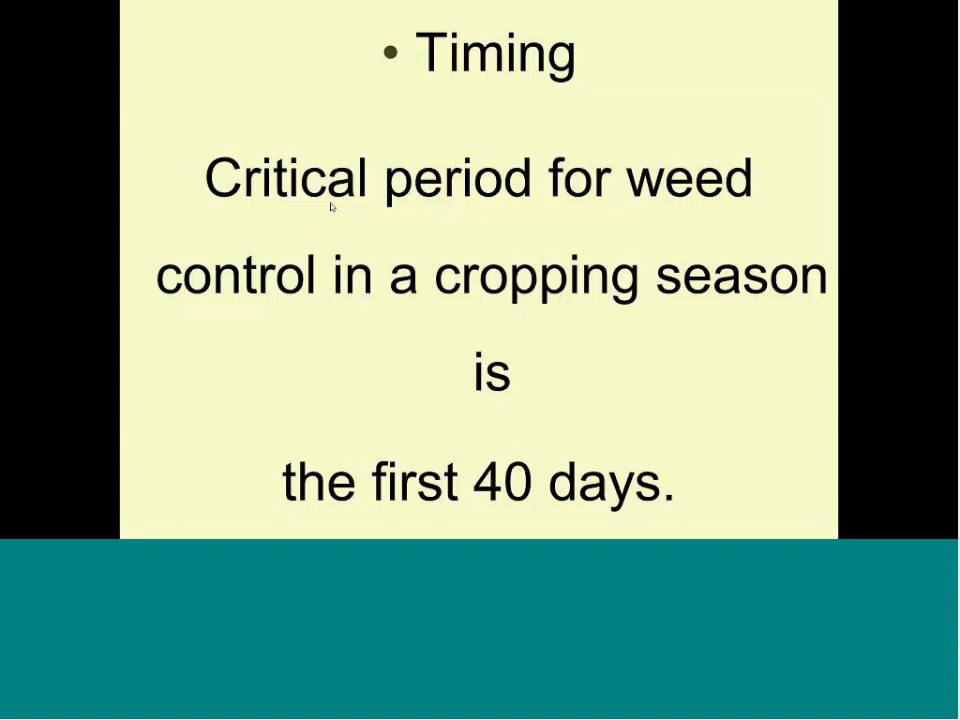 • Timing
Critical period for weed
control in a cropping season
is
the first 40 days.